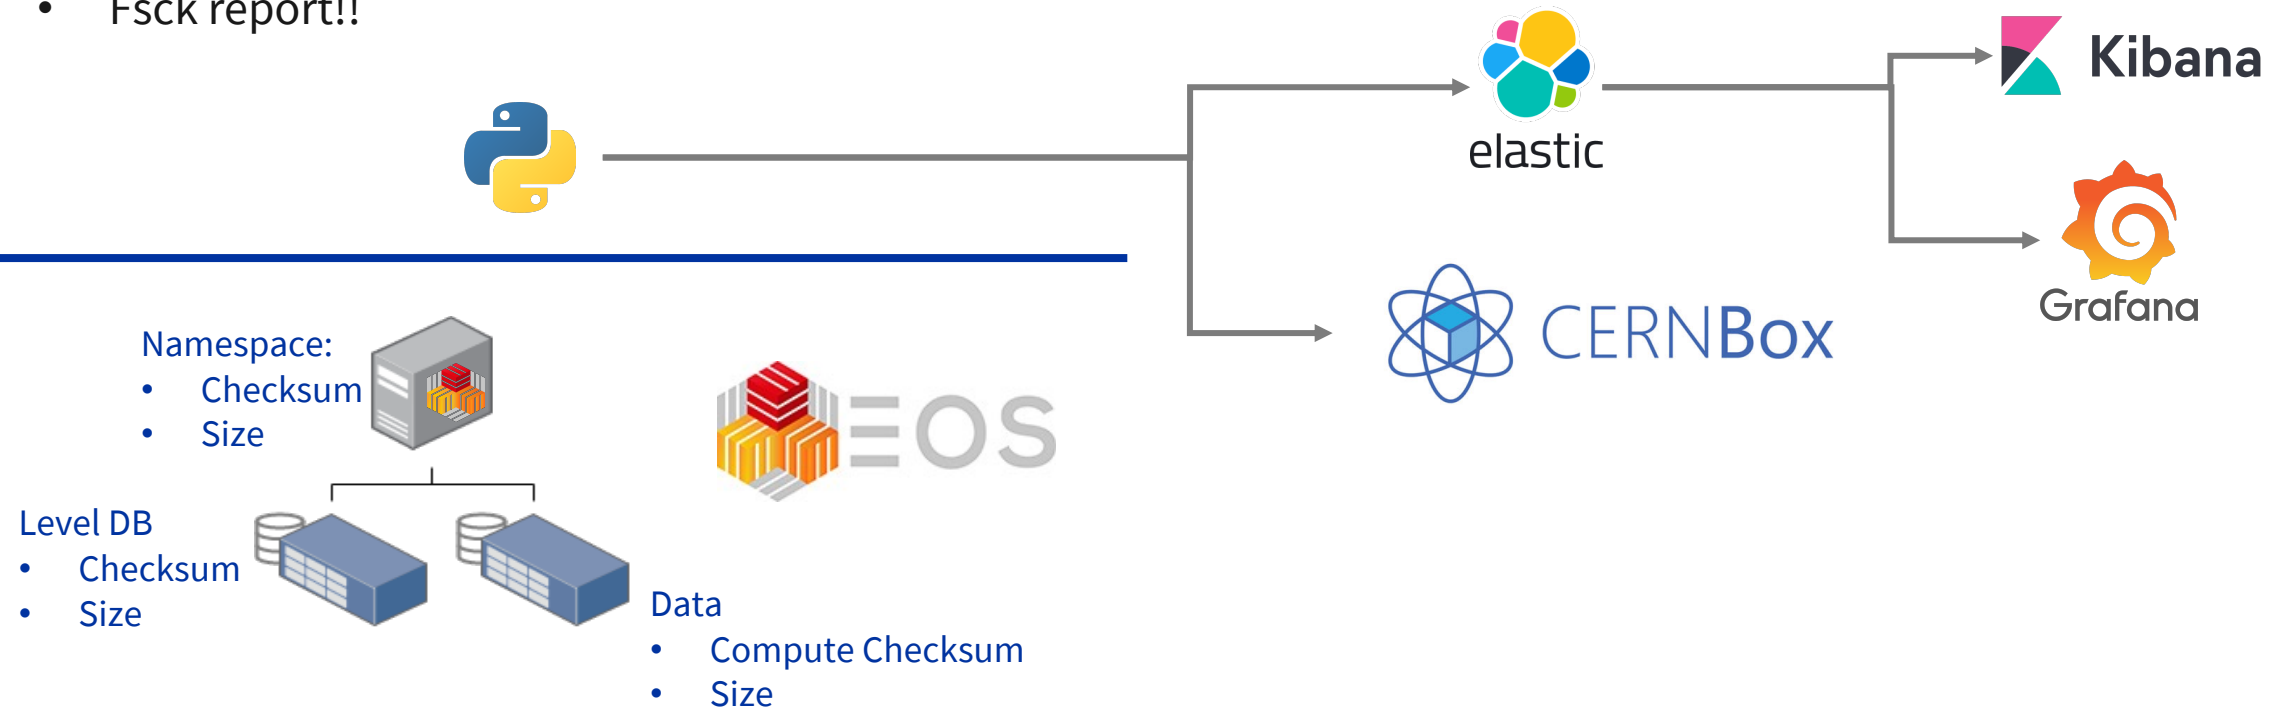 • Fsck report!!
Kibana
elastic
Grafana
CERNBox
Namespace:
• Checksum
• Size
EOS
Level DB
• Checksum
• Size
Data
• Compute Checksum
• Size